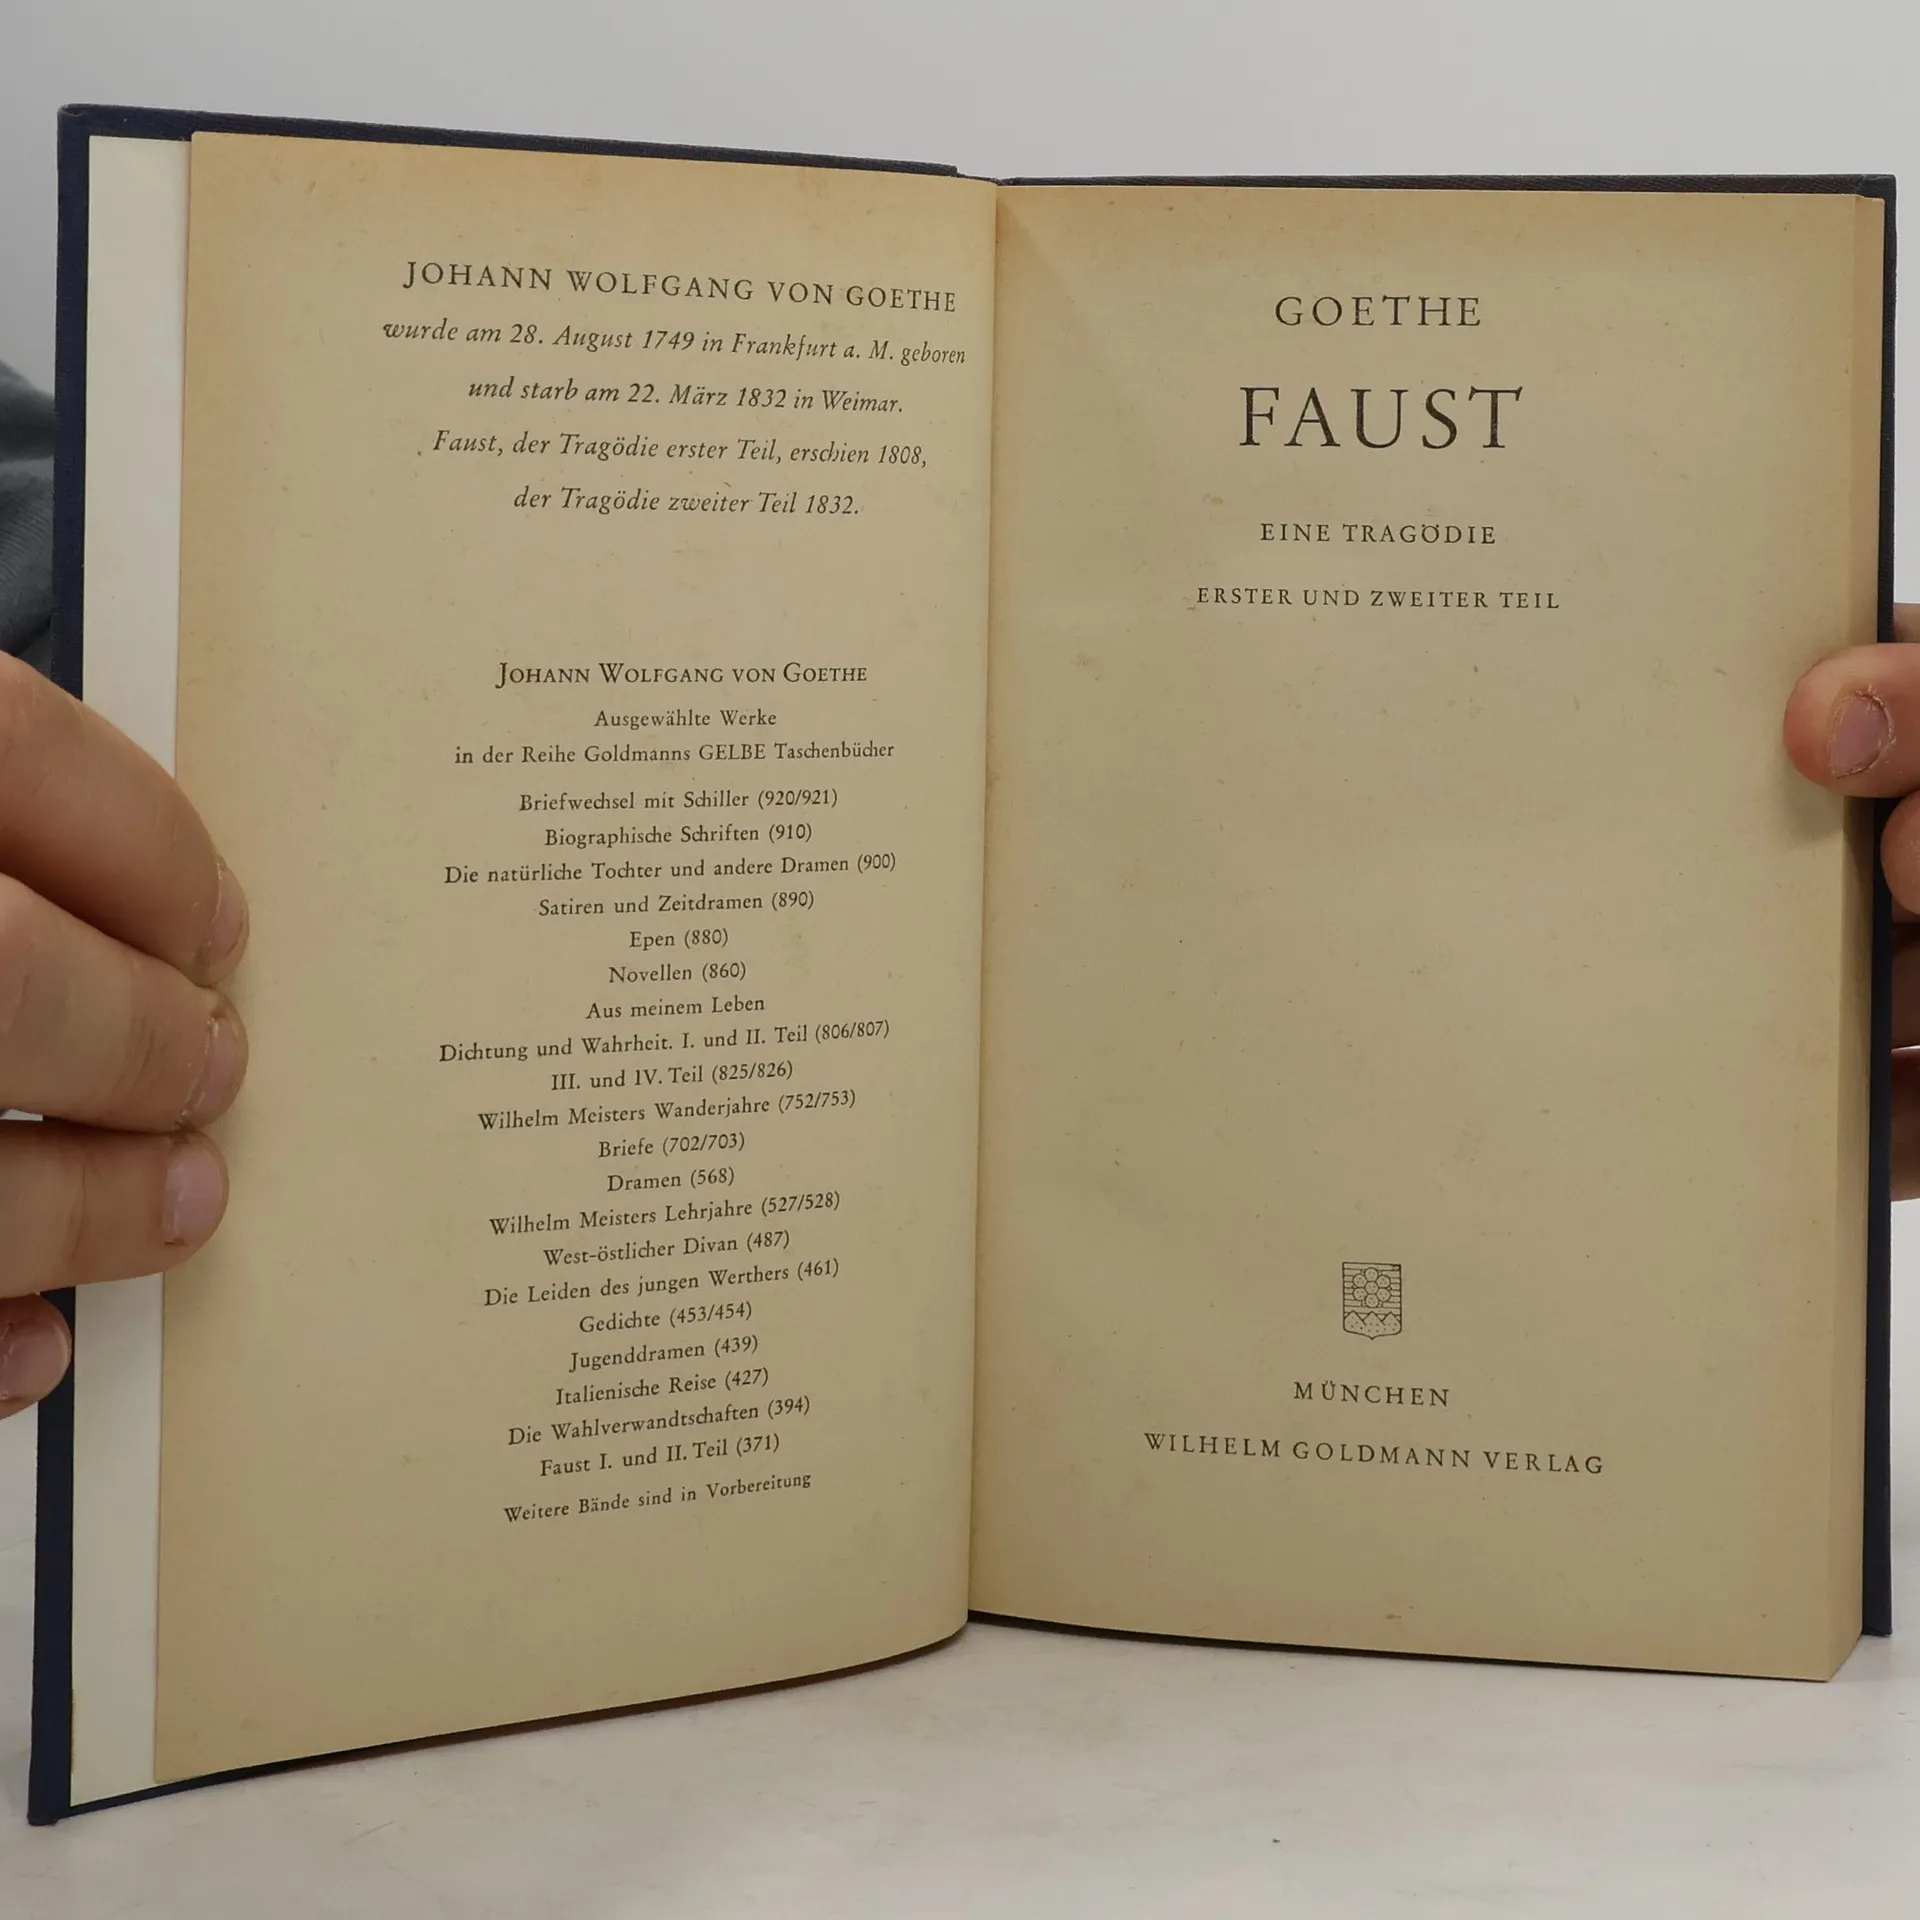 JOHANN WOLFGANG VON GOETHE
wurde am 28. August 1749 in Frankfurt a. M. geboren
und starb am 22. März 1832 in Weimar.
Faust, der Tragödie erster Teil, erschien 1808,
der Tragödie zweiter Teil 1832.
JOHANN WOLFGANG VON GOETHE
Ausgewählte Werke
in der Reihe Goldmanns GELBE Taschenbücher
Briefwechsel mit Schiller (920/921)
Biographische Schriften (910)
Die natürliche Tochter und andere Dramen (900)
Satiren und Zeitdramen (890)
Epen (880)
Novellen (860)
Aus meinem Leben
Dichtung und Wahrheit. I. und II. Teil (806/807)
III. und IV. Teil (825/826)
Wilhelm Meisters Wanderjahre (752/753)
Briefe (702/703)
Dramen (568)
Wilhelm Meisters Lehrjahre (527/528)
West-östlicher Divan (487)
Die Leiden des jungen Werthers (461)
Gedichte (453/454)
Jugenddramen (439)
Italienische Reise (427)
Die Wahlverwandtschaften (394)
Faust I. und II. Teil (371)
Weitere Bände sind in Vorbereitung
GOETHE
FAUST
EINE TRAGÖDIE
ERSTER UND ZWEITER TEIL
MÜNCHEN
WILHELM GOLDMANN VERLAG